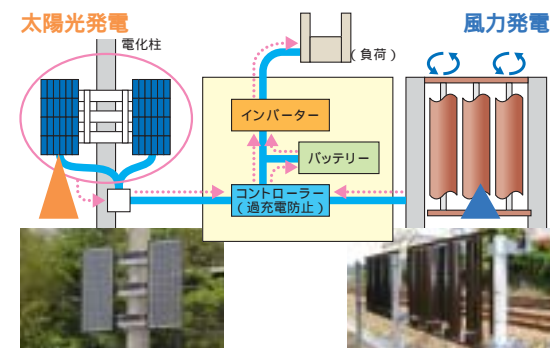 太陽光発電
風力発電
電化柱
（負荷）
インバーター
バッテリー
コントローラー
（過充電防止）